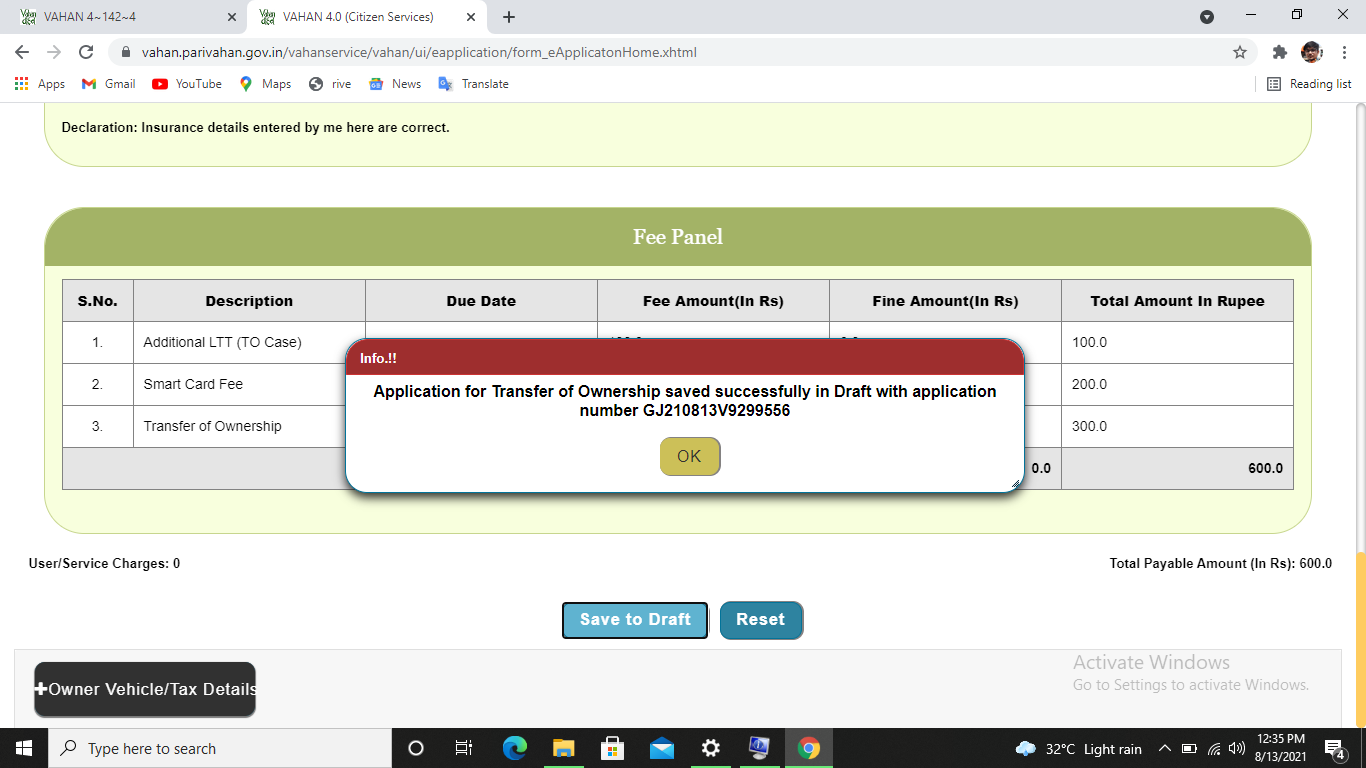 VAHAN 4~142~4
VAHAN 4.0 (Citizen Services)
vahan.parivahan.gov.in/vahanservice/vahan/ui/eapplication/form_eApplicatonHome.xhtml
Apps Gmail YouTube Maps rive News Translate Reading list
Declaration: Insurance details entered by me here are correct.
Fee Panel
S.No. Description Due Date Fee Amount(In Rs) Fine Amount(In Rs) Total Amount In Rupee
1. Additional LTT (TO Case) 100.0
2. Smart Card Fee 200.0
3. Transfer of Ownership 300.0
0.0 600.0
Info.!!
Application for Transfer of Ownership saved successfully in Draft with application
number GJ210813V9299556
OK
User/Service Charges: 0 Total Payable Amount (In Rs): 600.0
Save to Draft Reset
+Owner Vehicle/Tax Details
Activate Windows
Go to Settings to activate Windows.
Type here to search
32°C Light rain
12:35 PM
8/13/2021
4